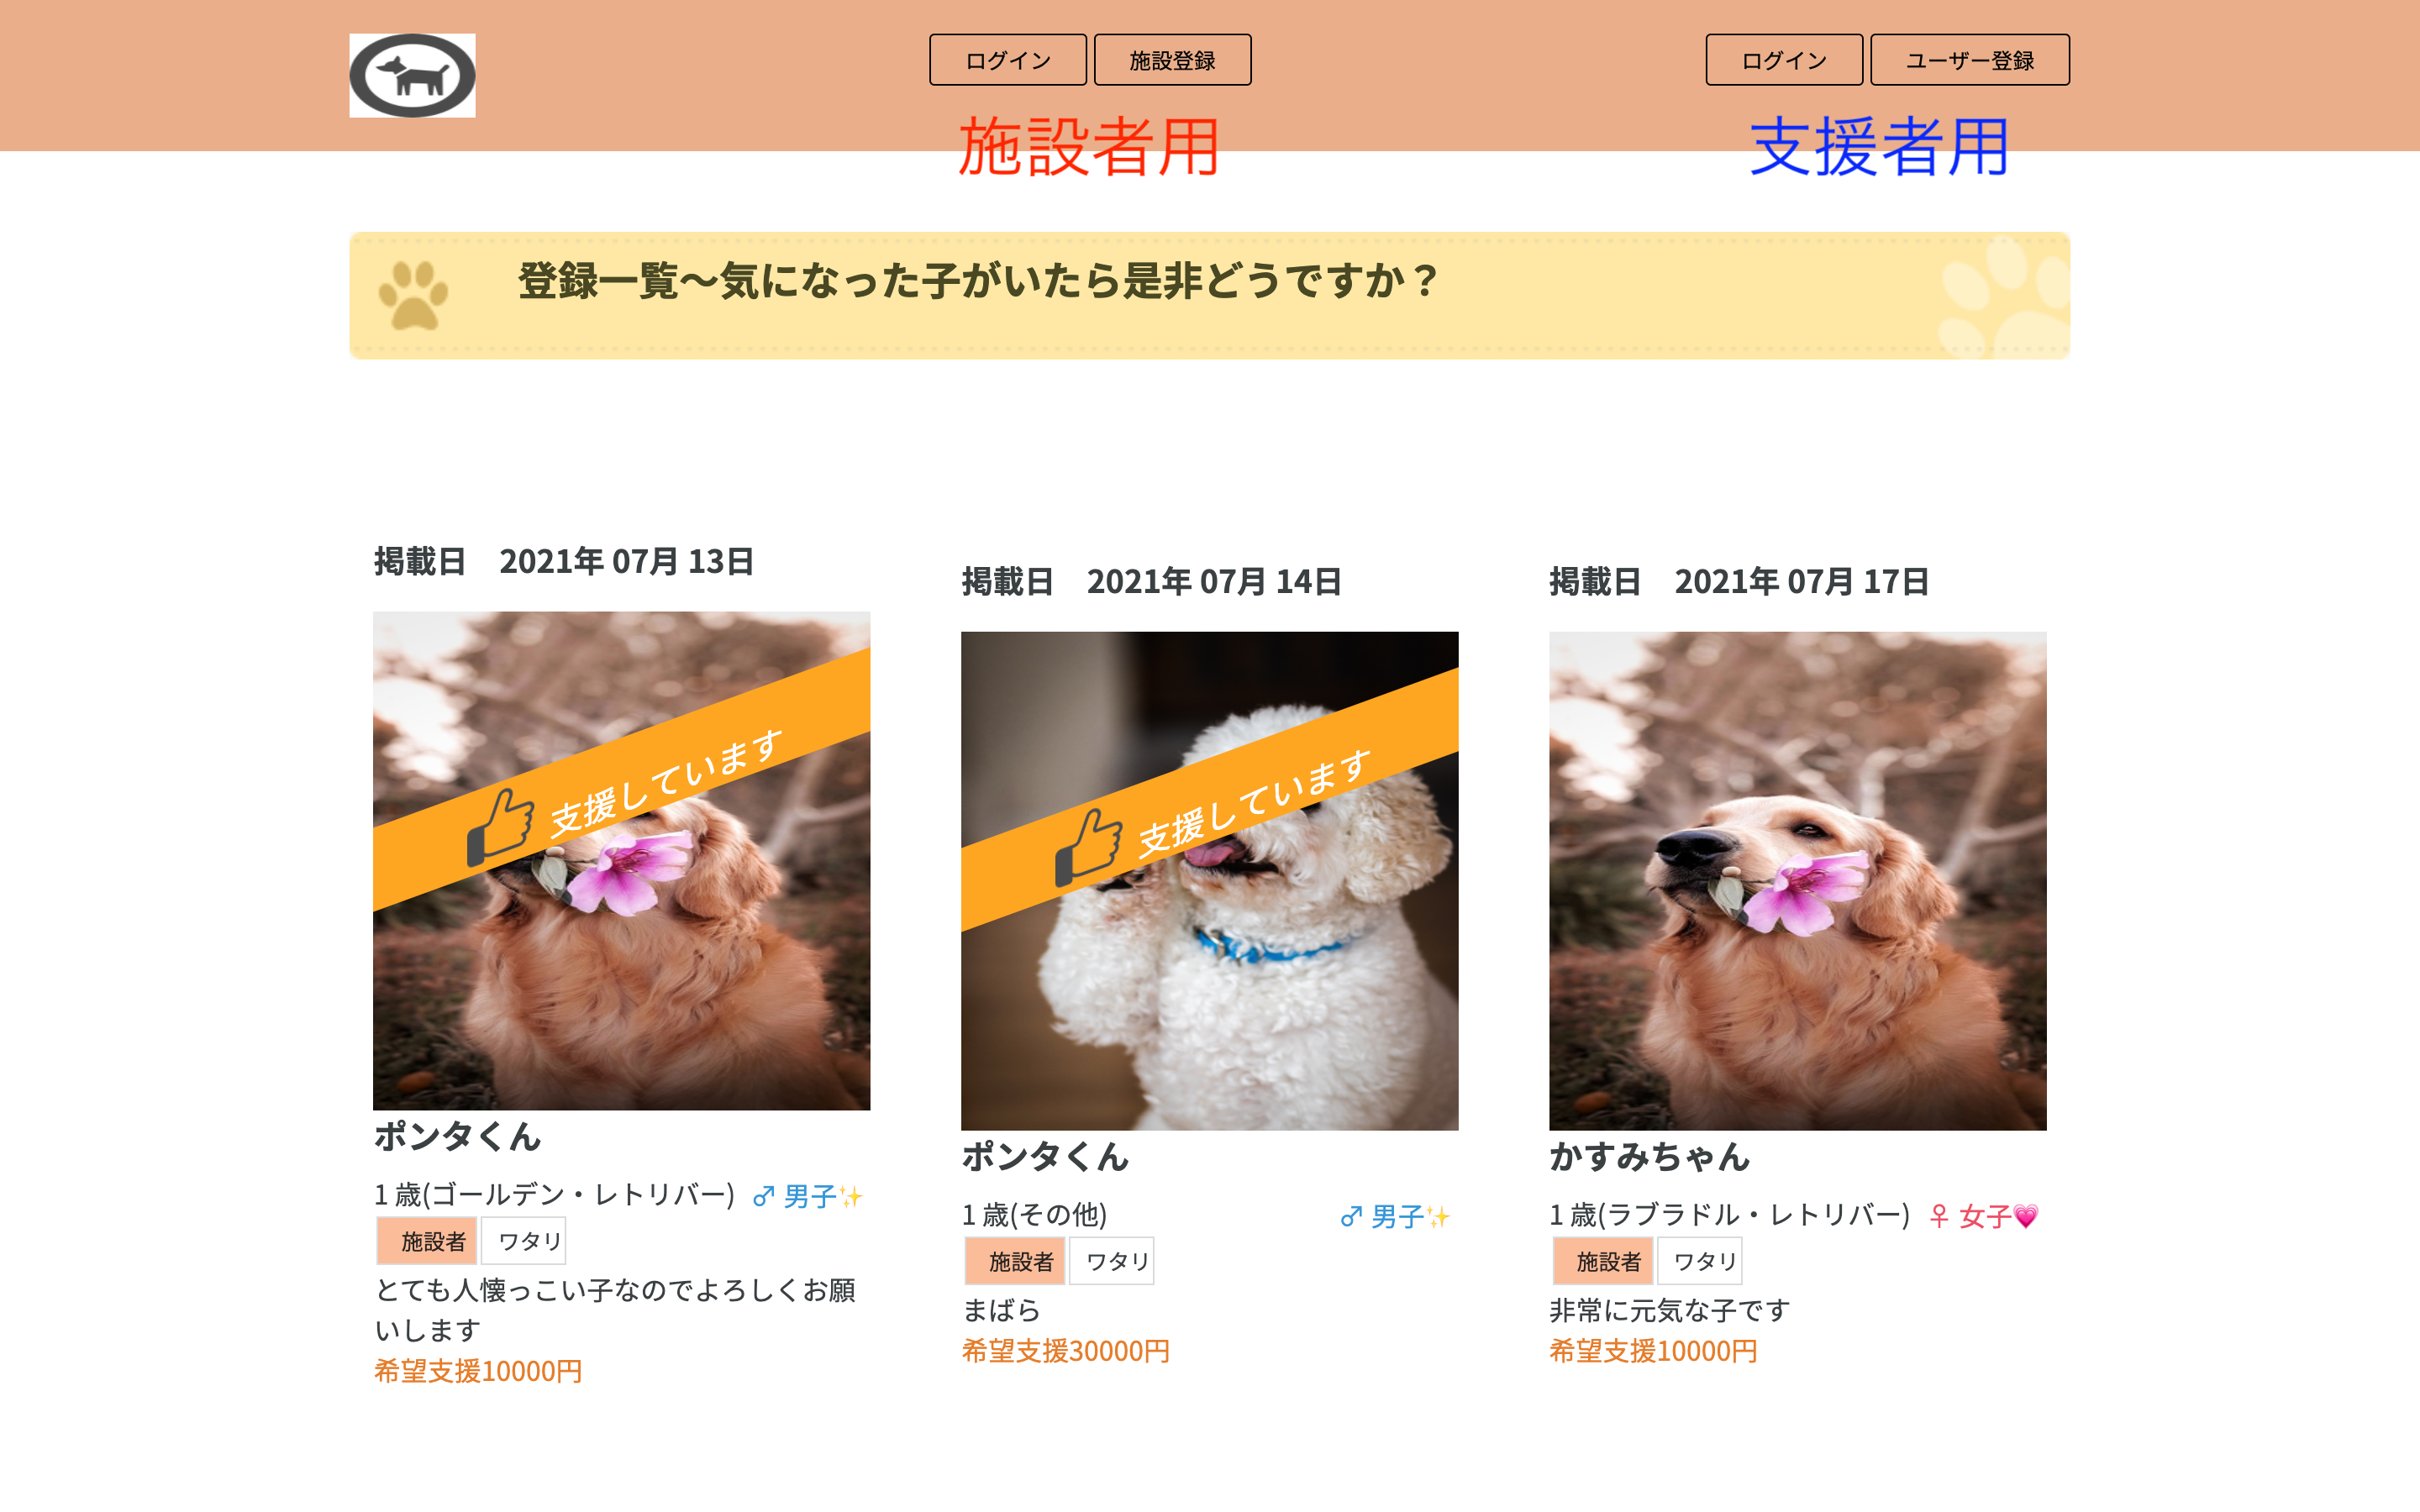 ログイン 施設登録 ログイン ユーザー登録
施設者用 支援者用
登録一覧〜気になった子がいたら是非どうですか？
掲載日　2021年 07月 13日
支援しています
ポンタくん
1 歳(ゴールデン・レトリバー) ♂ 男子✨
施設者 ワタリ
とても人懐っこい子なのでよろしくお願
いします
希望支援10000円
掲載日　2021年 07月 14日
支援しています
ポンタくん
1 歳(その他) ♂ 男子✨
施設者 ワタリ
まばら
希望支援30000円
掲載日　2021年 07月 17日
かすみちゃん
1 歳(ラブラドル・レトリバー) ♀ 女子💗
施設者 ワタリ
非常に元気な子です
希望支援10000円